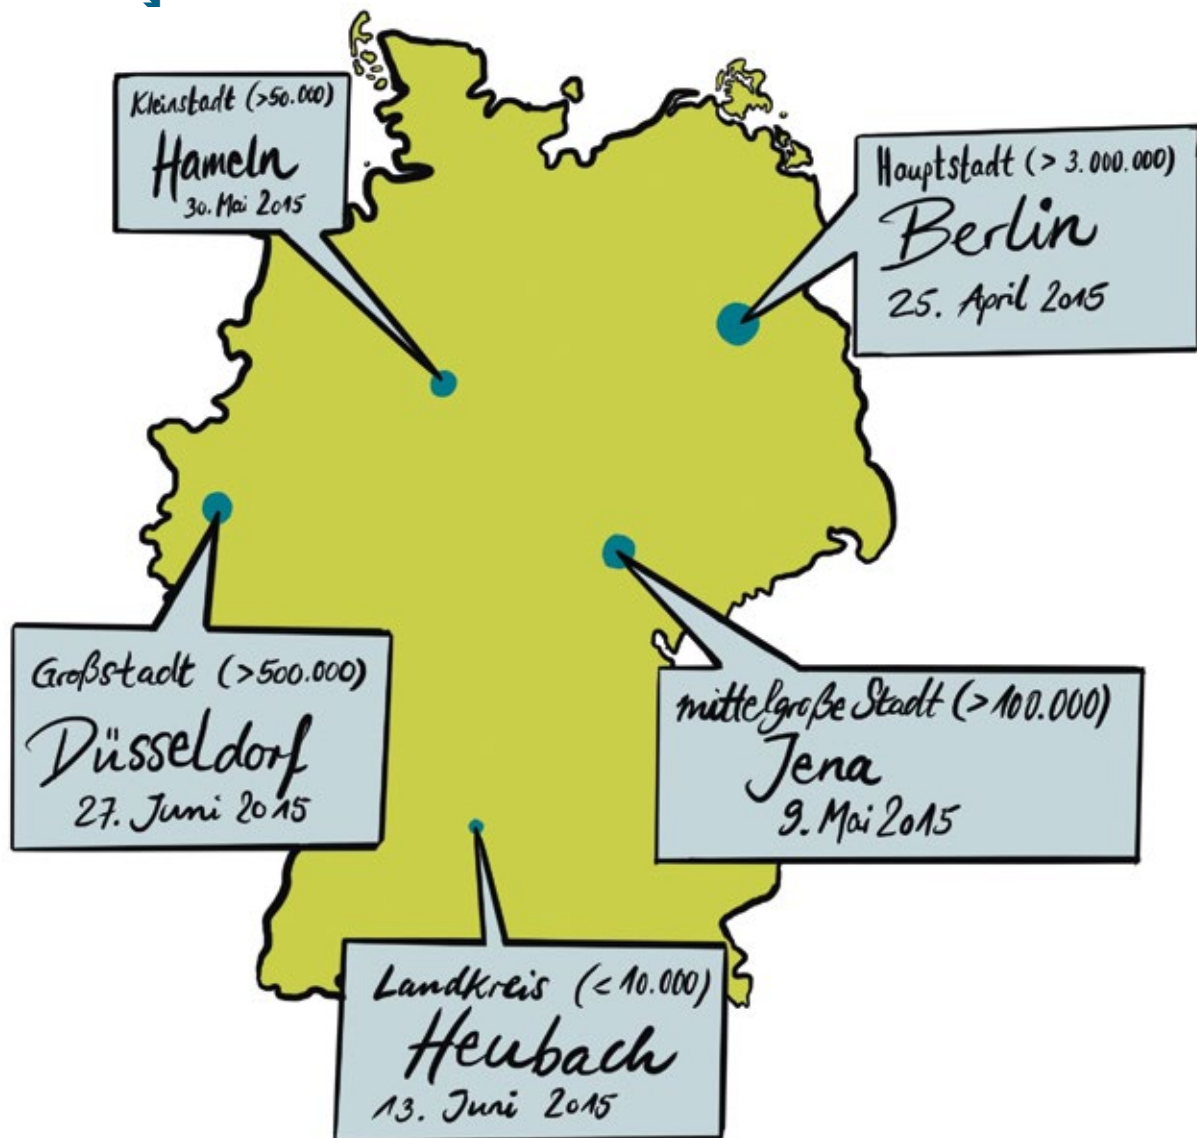 Kleinstadt (>50.000)
Hameln
30. Mai 2015
Hauptstadt (> 3.000.000)
Berlin
25. April 2015
Großstadt (>500.000)
Düsseldorf
27. Juni 2015
mittelgroße Stadt (>100.000)
Jena
9. Mai 2015
Landkreis (<10.000)
Heubach
13. Juni 2015